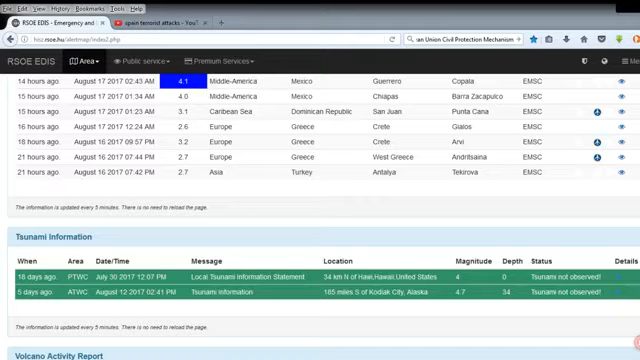 File Edit View History Bookmarks Tools Help
RSOE EDIS - Emergency and × spain terrorist attacks - YouT ×
hisz.rsoe.hu/alertmap/index2.php an Union Civil Protection Mechanism
RSOE EDIS Area Public service Premium Services Me
14 hours ago. August 17 2017 02:43 AM 4.1 Middle-America Mexico Guerrero Copala EMSC
15 hours ago. August 17 2017 01:34 AM 4.0 Middle-America Mexico Chiapas Barra Zacapulco EMSC
15 hours ago. August 17 2017 01:23 AM 3.1 Caribean Sea Dominican Republic San Juan Punta Cana EMSC
16 hours ago. August 16 2017 12:24 AM 2.6 Europe Greece Crete Gialos EMSC
18 hours ago. August 16 2017 09:57 PM 3.2 Europe Greece Crete Arvi EMSC
21 hours ago. August 16 2017 07:44 PM 2.7 Europe Greece West Greece Andritsaina EMSC
21 hours ago. August 16 2017 07:42 PM 2.7 Asia Turkey Antalya Tekirova EMSC
The information is updated every 5 minutes. There is no need to reload the page.
Tsunami Information
When Area Date/Time Message Location Magnitude Depth Status Details
18 days ago. PTWC July 30 2017 12:07 PM Local Tsunami Information Statement 34 km N of Hawi,Hawaii,United States 4 0 Tsunami not observed!
5 days ago. ATWC August 12 2017 02:41 PM Tsunami Information 165 miles S of Kodiak City, Alaska 4.7 34 Tsunami not observed!
The information is updated every 5 minutes. There is no need to reload the page.
Volcano Activity Report